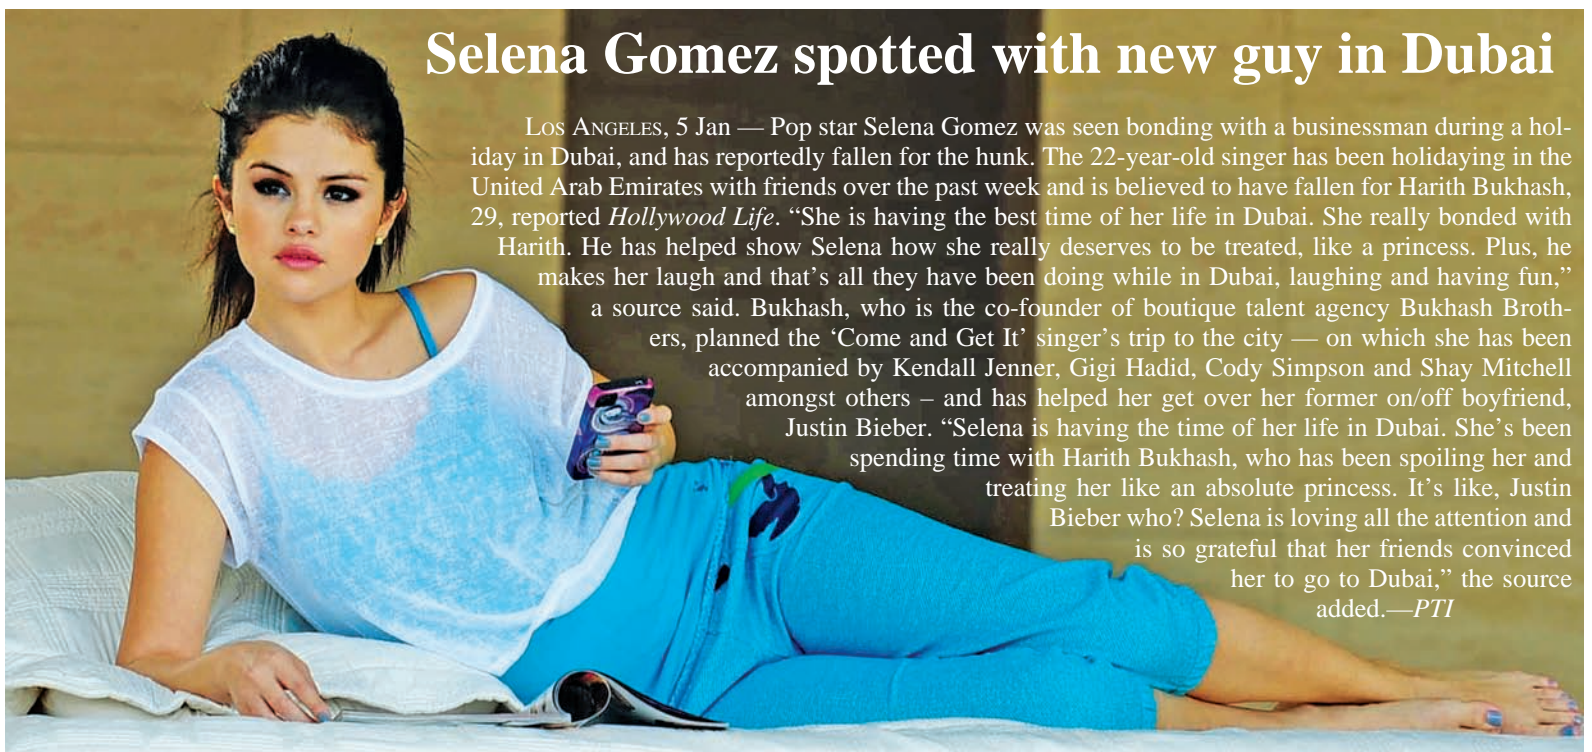 Selena Gomez spotted with new guy in Dubai
Los Angeles, 5 Jan — Pop star Selena Gomez was seen bonding with a businessman during a hol-
iday in Dubai, and has reportedly fallen for the hunk. The 22-year-old singer has been holidaying in the
United Arab Emirates with friends over the past week and is believed to have fallen for Harith Bukhash,
29, reported Hollywood Life. “She is having the best time of her life in Dubai. She really bonded with
Harith. He has helped show Selena how she really deserves to be treated, like a princess. Plus, he
makes her laugh and that’s all they have been doing while in Dubai, laughing and having fun,”
a source said. Bukhash, who is the co-founder of boutique talent agency Bukhash Broth-
ers, planned the ‘Come and Get It’ singer’s trip to the city — on which she has been
accompanied by Kendall Jenner, Gigi Hadid, Cody Simpson and Shay Mitchell
amongst others – and has helped her get over her former on/off boyfriend,
Justin Bieber. “Selena is having the time of her life in Dubai. She’s been
spending time with Harith Bukhash, who has been spoiling her and
treating her like an absolute princess. It’s like, Justin
Bieber who? Selena is loving all the attention and
is so grateful that her friends convinced
her to go to Dubai,” the source
added.—PTI